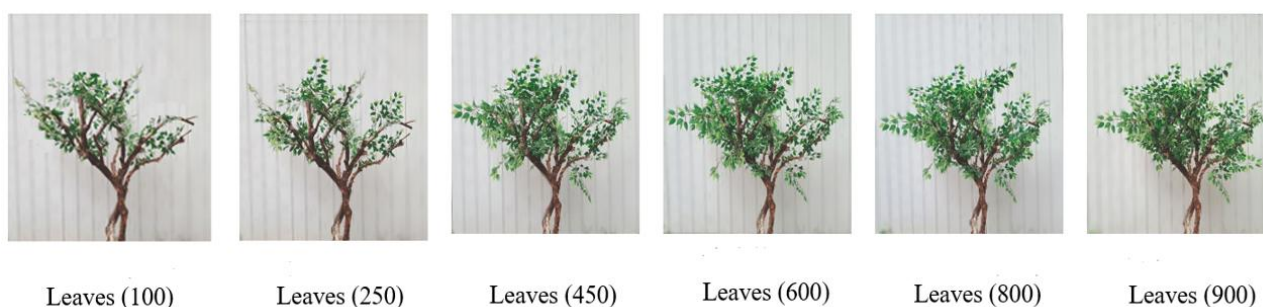 Leaves (100)
Leaves (250)
Leaves (450)
Leaves (600)
Leaves (800)
Leaves (900)